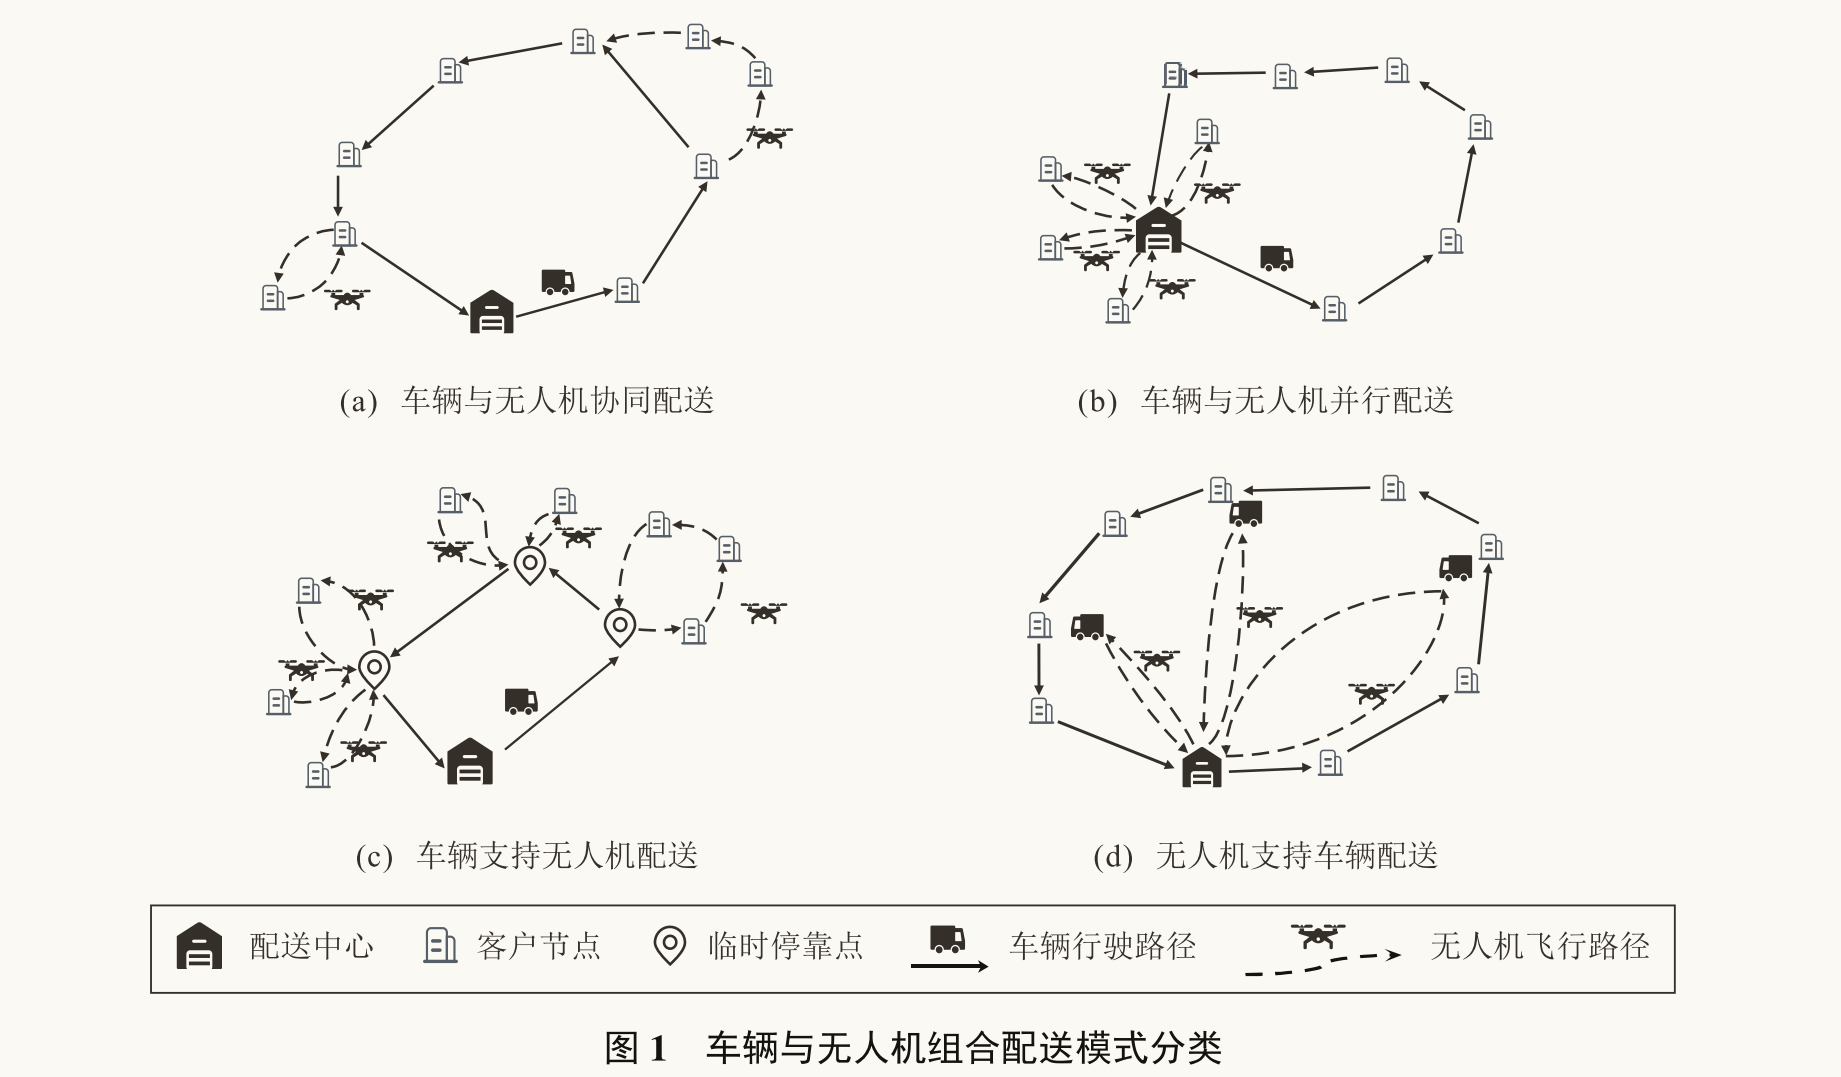 (a) 车辆与无人机协同配送
(b) 车辆与无人机并行配送
(c) 车辆支持无人机配送
(d) 无人机支持车辆配送
配送中心 客户节点 临时停靠点 车辆行驶路径 无人机飞行路径
图 1 车辆与无人机组合配送模式分类